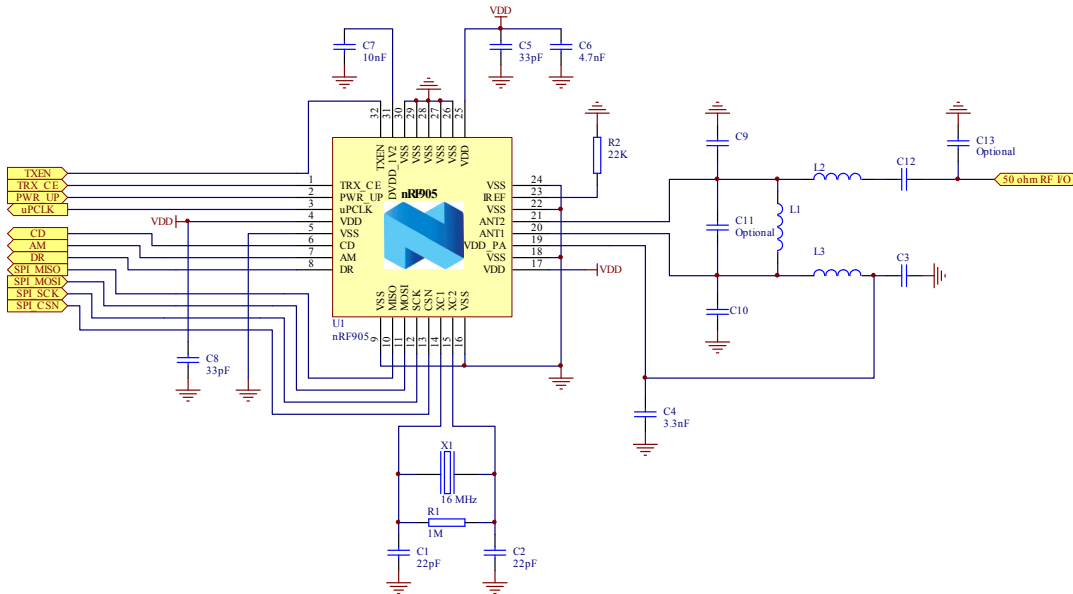 VDD
C7
10nF
C5
33pF
C6
4.7nF
32
31
30
29
28
27
26
25
TXEN
DVDD_1V2
VSS
VSS
VSS
VSS
VSS
VDD
R2
22K
C9
C13
Optional
L2
C12
50 ohm RF I/O
TXEN
TRX_CE
PWR_UP
uPCLK
CD
AM
DR
SPI_MISO
SPI_MOSI
SPI_SCK
SPI_CSN
VDD
1
2
3
4
5
6
7
8
TRX_CE
PWR_UP
uPCLK
VDD
VSS
CD
AM
DR
nRF905
VSS
IREF
VSS
ANT2
ANT1
VDD_PA
VSS
VDD
24
23
22
21
20
19
18
17
VDD
C11
Optional
L1
L3
C3
C10
VSS
MISO
MOSI
SCK
CSN
XC1
XC2
VSS
U1
nRF905
9
10
11
12
13
14
15
16
C8
33pF
C4
3.3nF
X1
16 MHz
R1
1M
C1
22pF
C2
22pF